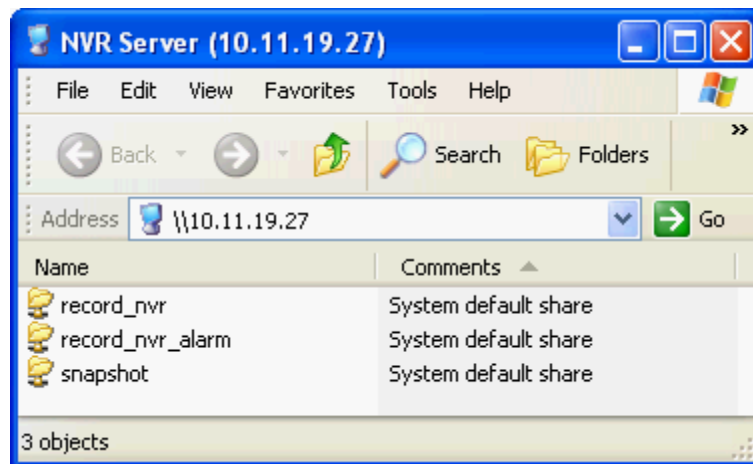 NVR Server (10.11.19.27)
File Edit View Favorites Tools Help
Back Search Folders »
Address \\10.11.19.27 Go
Name Comments
record_nvr System default share
record_nvr_alarm System default share
snapshot System default share
3 objects